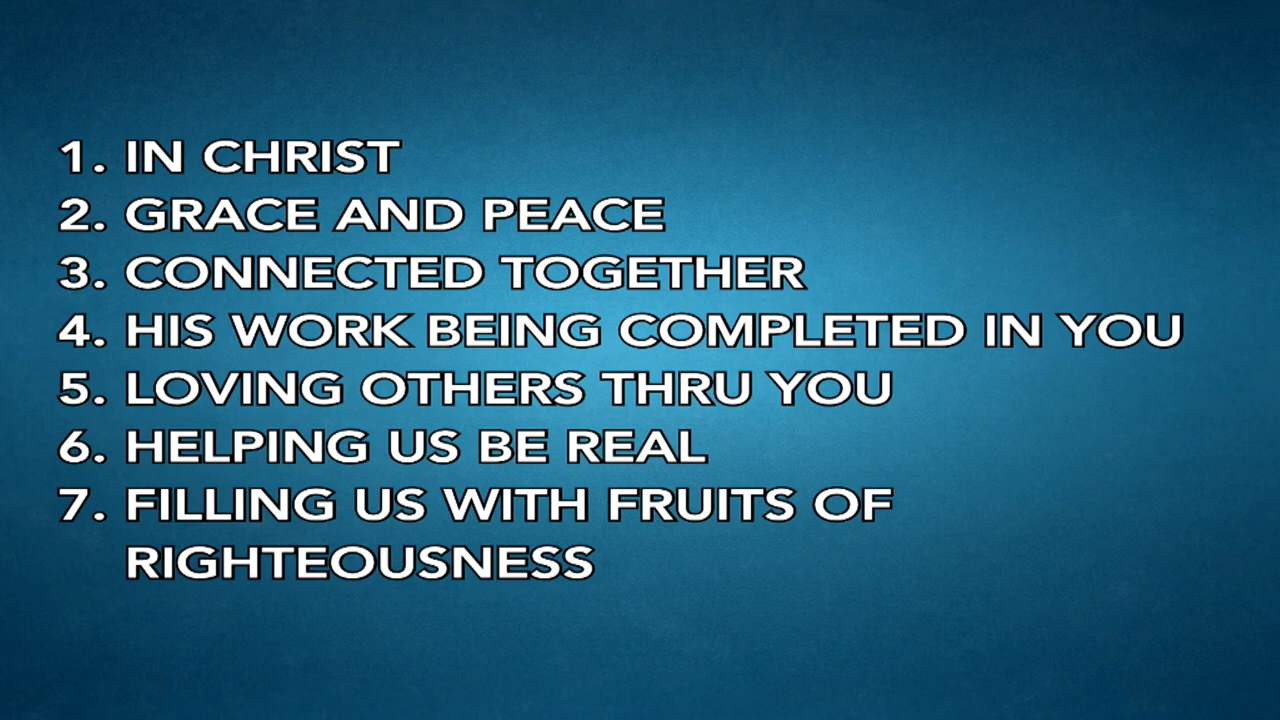 1. IN CHRIST
2. GRACE AND PEACE
3. CONNECTED TOGETHER
4. HIS WORK BEING COMPLETED IN YOU
5. LOVING OTHERS THRU YOU
6. HELPING US BE REAL
7. FILLING US WITH FRUITS OF
RIGHTEOUSNESS